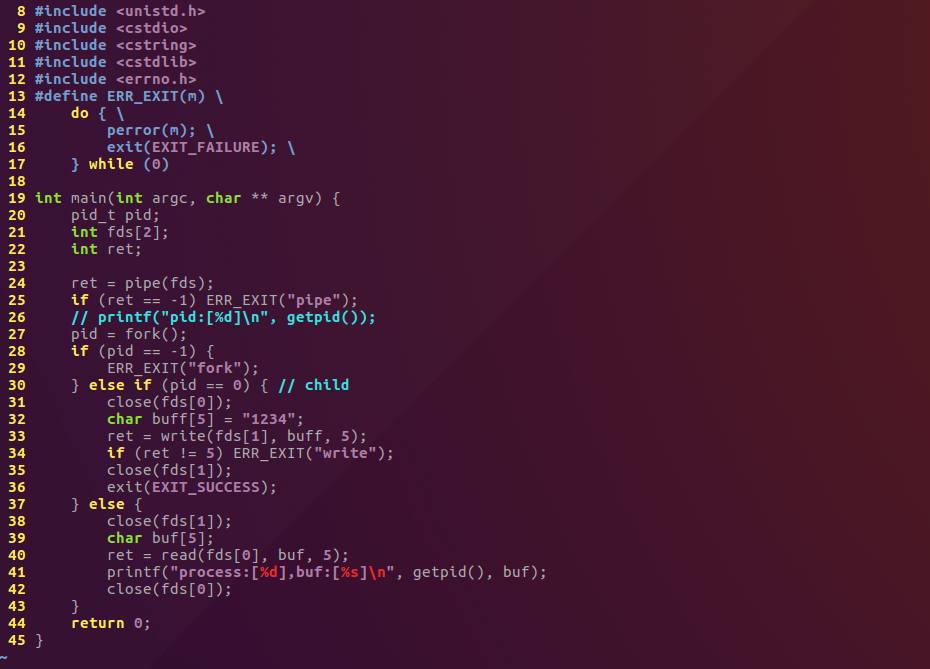 8 #include <unistd.h>
9 #include <cstdio>
10 #include <cstring>
11 #include <cstdlib>
12 #include <errno.h>
13 #define ERR_EXIT(m) \
14     do { \
15         perror(m); \
16         exit(EXIT_FAILURE); \
17     } while (0)
18
19 int main(int argc, char ** argv) {
20     pid_t pid;
21     int fds[2];
22     int ret;
23
24     ret = pipe(fds);
25     if (ret == -1) ERR_EXIT("pipe");
26     // printf("pid:[%d]\n", getpid());
27     pid = fork();
28     if (pid == -1) {
29         ERR_EXIT("fork");
30     } else if (pid == 0) { // child
31         close(fds[0]);
32         char buff[5] = "1234";
33         ret = write(fds[1], buff, 5);
34         if (ret != 5) ERR_EXIT("write");
35         close(fds[1]);
36         exit(EXIT_SUCCESS);
37     } else {
38         close(fds[1]);
39         char buf[5];
40         ret = read(fds[0], buf, 5);
41         printf("process:[%d],buf:[%s]\n", getpid(), buf);
42         close(fds[0]);
43     }
44     return 0;
45 }
~